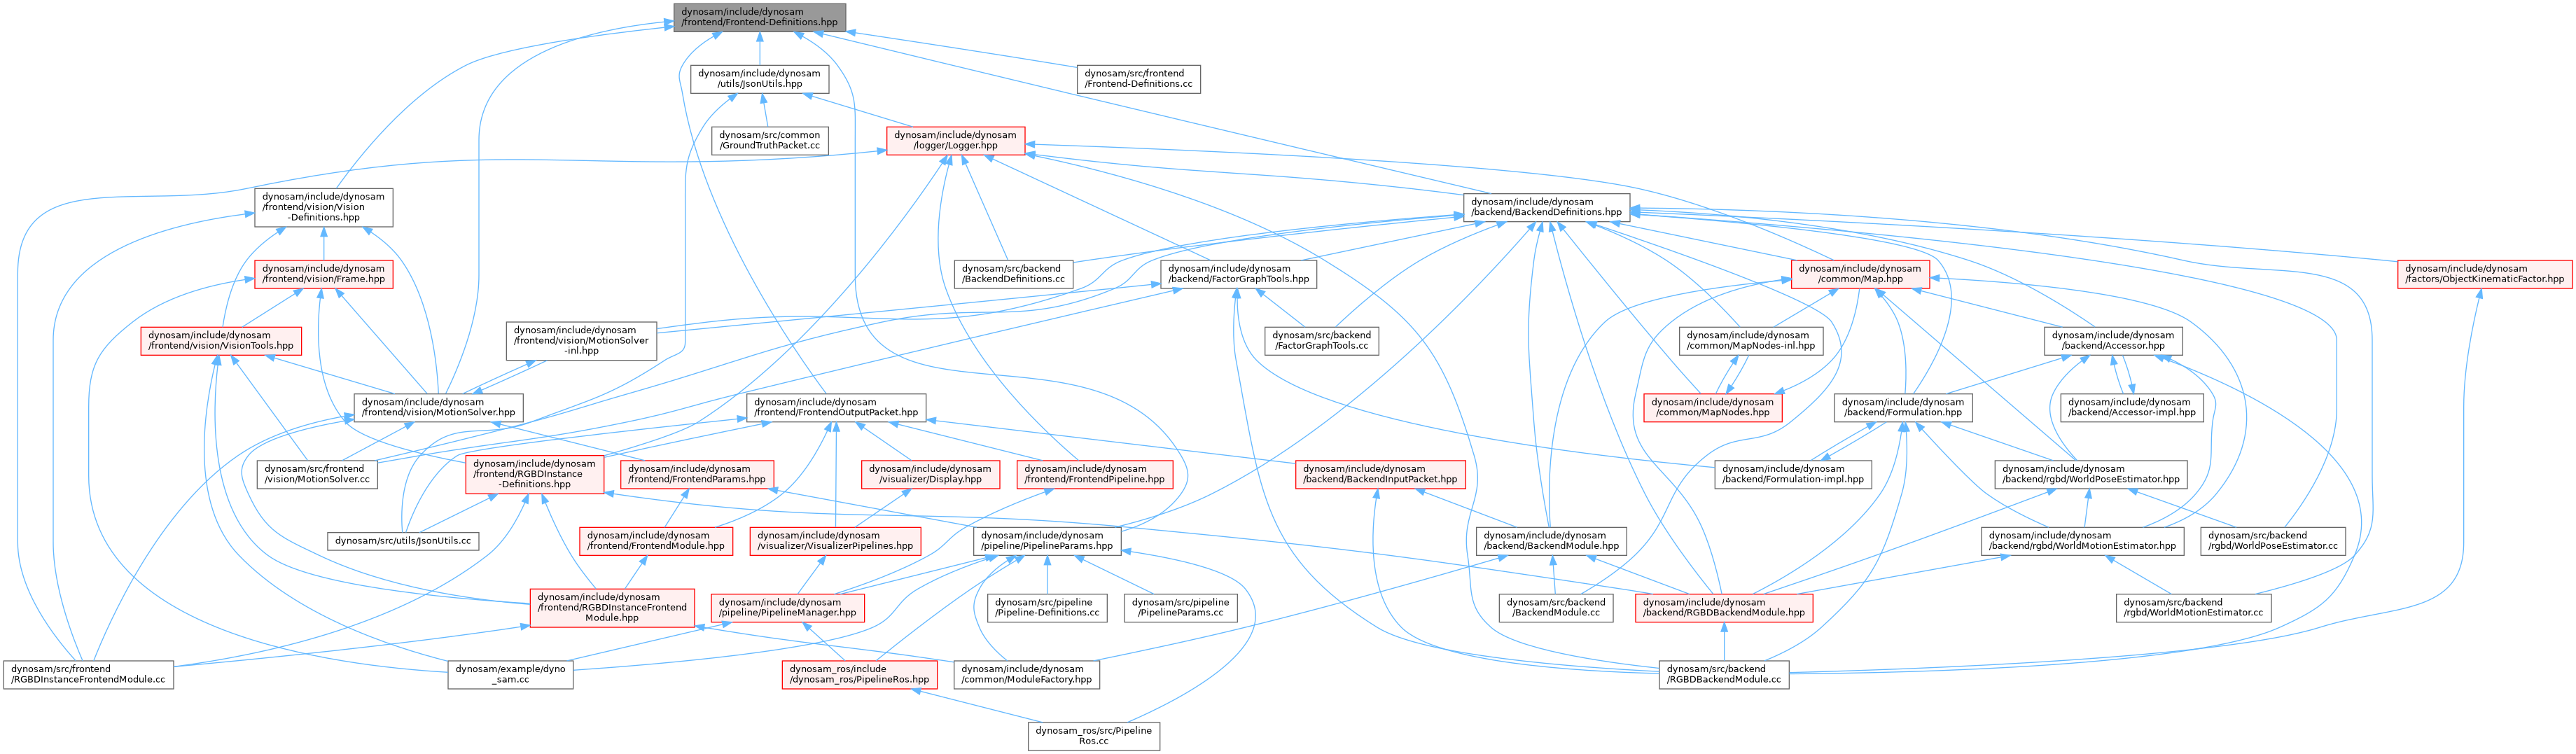 dynosam/include/dynosam
/frontend/Frontend-Definitions.hpp
dynosam/include/dynosam
/utils/JsonUtils.hpp
dynosam/src/frontend
/Frontend-Definitions.cc
dynosam/src/common
/GroundTruthPacket.cc
dynosam/include/dynosam
/logger/Logger.hpp
dynosam/include/dynosam
/frontend/vision/Vision
-Definitions.hpp
dynosam/include/dynosam
/backend/BackendDefinitions.hpp
dynosam/include/dynosam
/frontend/vision/Frame.hpp
dynosam/src/backend
/BackendDefinitions.cc
dynosam/include/dynosam
/backend/FactorGraphTools.hpp
dynosam/include/dynosam
/common/Map.hpp
dynosam/include/dynosam
/factors/ObjectKinematicFactor.hpp
dynosam/include/dynosam
/frontend/vision/VisionTools.hpp
dynosam/include/dynosam
/frontend/vision/MotionSolver
-inl.hpp
dynosam/src/backend
/FactorGraphTools.cc
dynosam/include/dynosam
/common/MapNodes-inl.hpp
dynosam/include/dynosam
/backend/Accessor.hpp
dynosam/include/dynosam
/frontend/vision/MotionSolver.hpp
dynosam/include/dynosam
/frontend/FrontendOutputPacket.hpp
dynosam/include/dynosam
/common/MapNodes.hpp
dynosam/include/dynosam
/backend/Formulation.hpp
dynosam/include/dynosam
/backend/Accessor-impl.hpp
dynosam/src/frontend
/vision/MotionSolver.cc
dynosam/include/dynosam
/frontend/RGBDInstance
-Definitions.hpp
dynosam/include/dynosam
/frontend/FrontendParams.hpp
dynosam/include/dynosam
/visualizer/Display.hpp
dynosam/include/dynosam
/frontend/FrontendPipeline.hpp
dynosam/include/dynosam
/backend/BackendInputPacket.hpp
dynosam/include/dynosam
/backend/Formulation-impl.hpp
dynosam/include/dynosam
/backend/rgbd/WorldPoseEstimator.hpp
dynosam/src/utils/JsonUtils.cc
dynosam/include/dynosam
/frontend/FrontendModule.hpp
dynosam/include/dynosam
/visualizer/VisualizerPipelines.hpp
dynosam/include/dynosam
/pipeline/PipelineParams.hpp
dynosam/include/dynosam
/backend/BackendModule.hpp
dynosam/include/dynosam
/backend/rgbd/WorldMotionEstimator.hpp
dynosam/src/backend
/rgbd/WorldPoseEstimator.cc
dynosam/include/dynosam
/frontend/RGBDInstanceFrontend
Module.hpp
dynosam/include/dynosam
/pipeline/PipelineManager.hpp
dynosam/src/pipeline
/Pipeline-Definitions.cc
dynosam/src/pipeline
/PipelineParams.cc
dynosam/src/backend
/BackendModule.cc
dynosam/include/dynosam
/backend/RGBDBackendModule.hpp
dynosam/src/backend
/rgbd/WorldMotionEstimator.cc
dynosam/src/frontend
/RGBDInstanceFrontendModule.cc
dynosam/example/dyno
_sam.cc
dynosam_ros/include
/dynosam_ros/PipelineRos.hpp
dynosam/include/dynosam
/common/ModuleFactory.hpp
dynosam/src/backend
/RGBDBackendModule.cc
dynosam_ros/src/Pipeline
Ros.cc